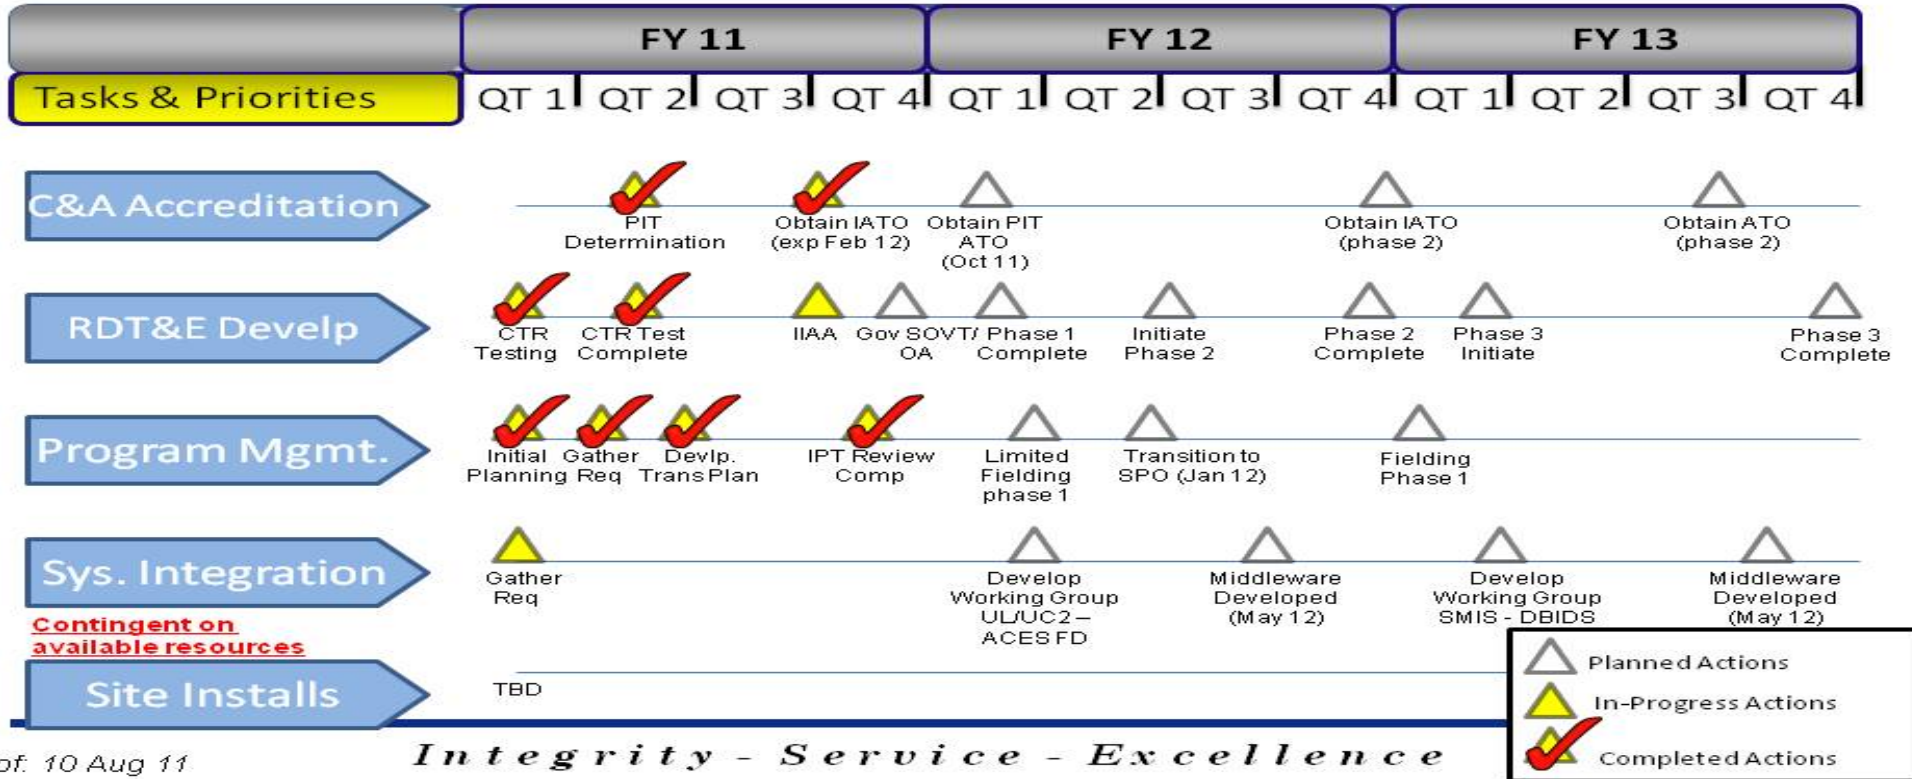 FY 11 FY 12 FY 13
Tasks & Priorities
QT 1 QT 2 QT 3 QT 4 QT 1 QT 2 QT 3 QT 4 QT 1 QT 2 QT 3 QT 4
C&A Accreditation
PIT
Determination
Obtain IATO
(exp Feb 12)
Obtain PIT
ATO
(Oct 11)
Obtain IATO
(phase 2)
Obtain ATO
(phase 2)
RDT&E Develp
CTR
Testing
CTR Test
Complete
IIAA
Gov SOVT/
OA
Phase 1
Complete
Initiate
Phase 2
Phase 2
Complete
Phase 3
Initiate
Phase 3
Complete
Program Mgmt.
Initial
Planning
Gather
Req
Devlp.
Trans Plan
IPT Review
Comp
Limited
Fielding
phase 1
Transition to
SPO (Jan 12)
Fielding
Phase 1
Sys. Integration
Gather
Req
Develop
Working Group
UL/UC2 –
ACES FD
Middleware
Developed
(May 12)
Develop
Working Group
SMIS - DBIDS
Middleware
Developed
(May 12)
Contingent on
available resources
Site Installs
TBD
Planned Actions
In-Progress Actions
Completed Actions
of: 10 Aug 11
Integrity - Service - Excellence